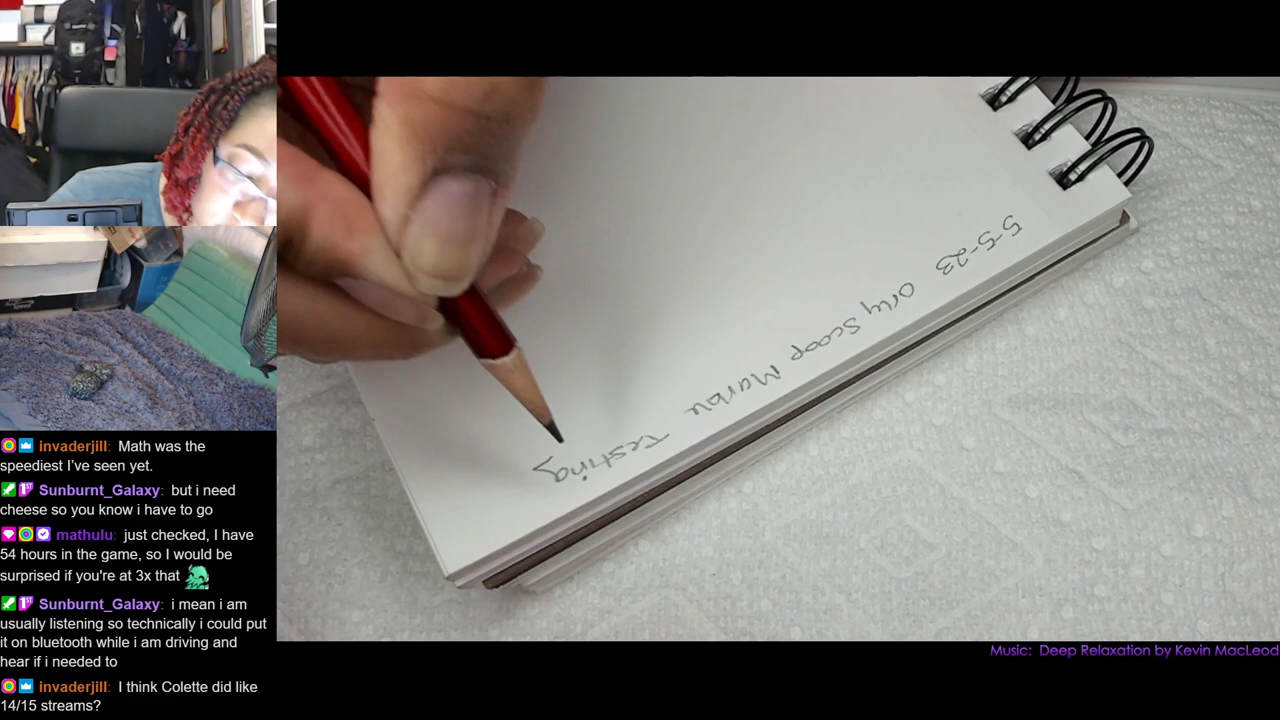 5-5-23 Orly Scoop Marble Testing
invaderjill: Math was the
speediest I've seen yet.
Sunburnt_Galaxy: but i need
cheese so you know i have to go
mathulu: just checked, I have
54 hours in the game, so I would be
surprised if you're at 3x that
Sunburnt_Galaxy: i mean i am
usually listening so technically i could put
it on bluetooth while i am driving and
hear if i needed to
invaderjill: I think Colette did like
14/15 streams?
Music: Deep Relaxation by Kevin MacLeod